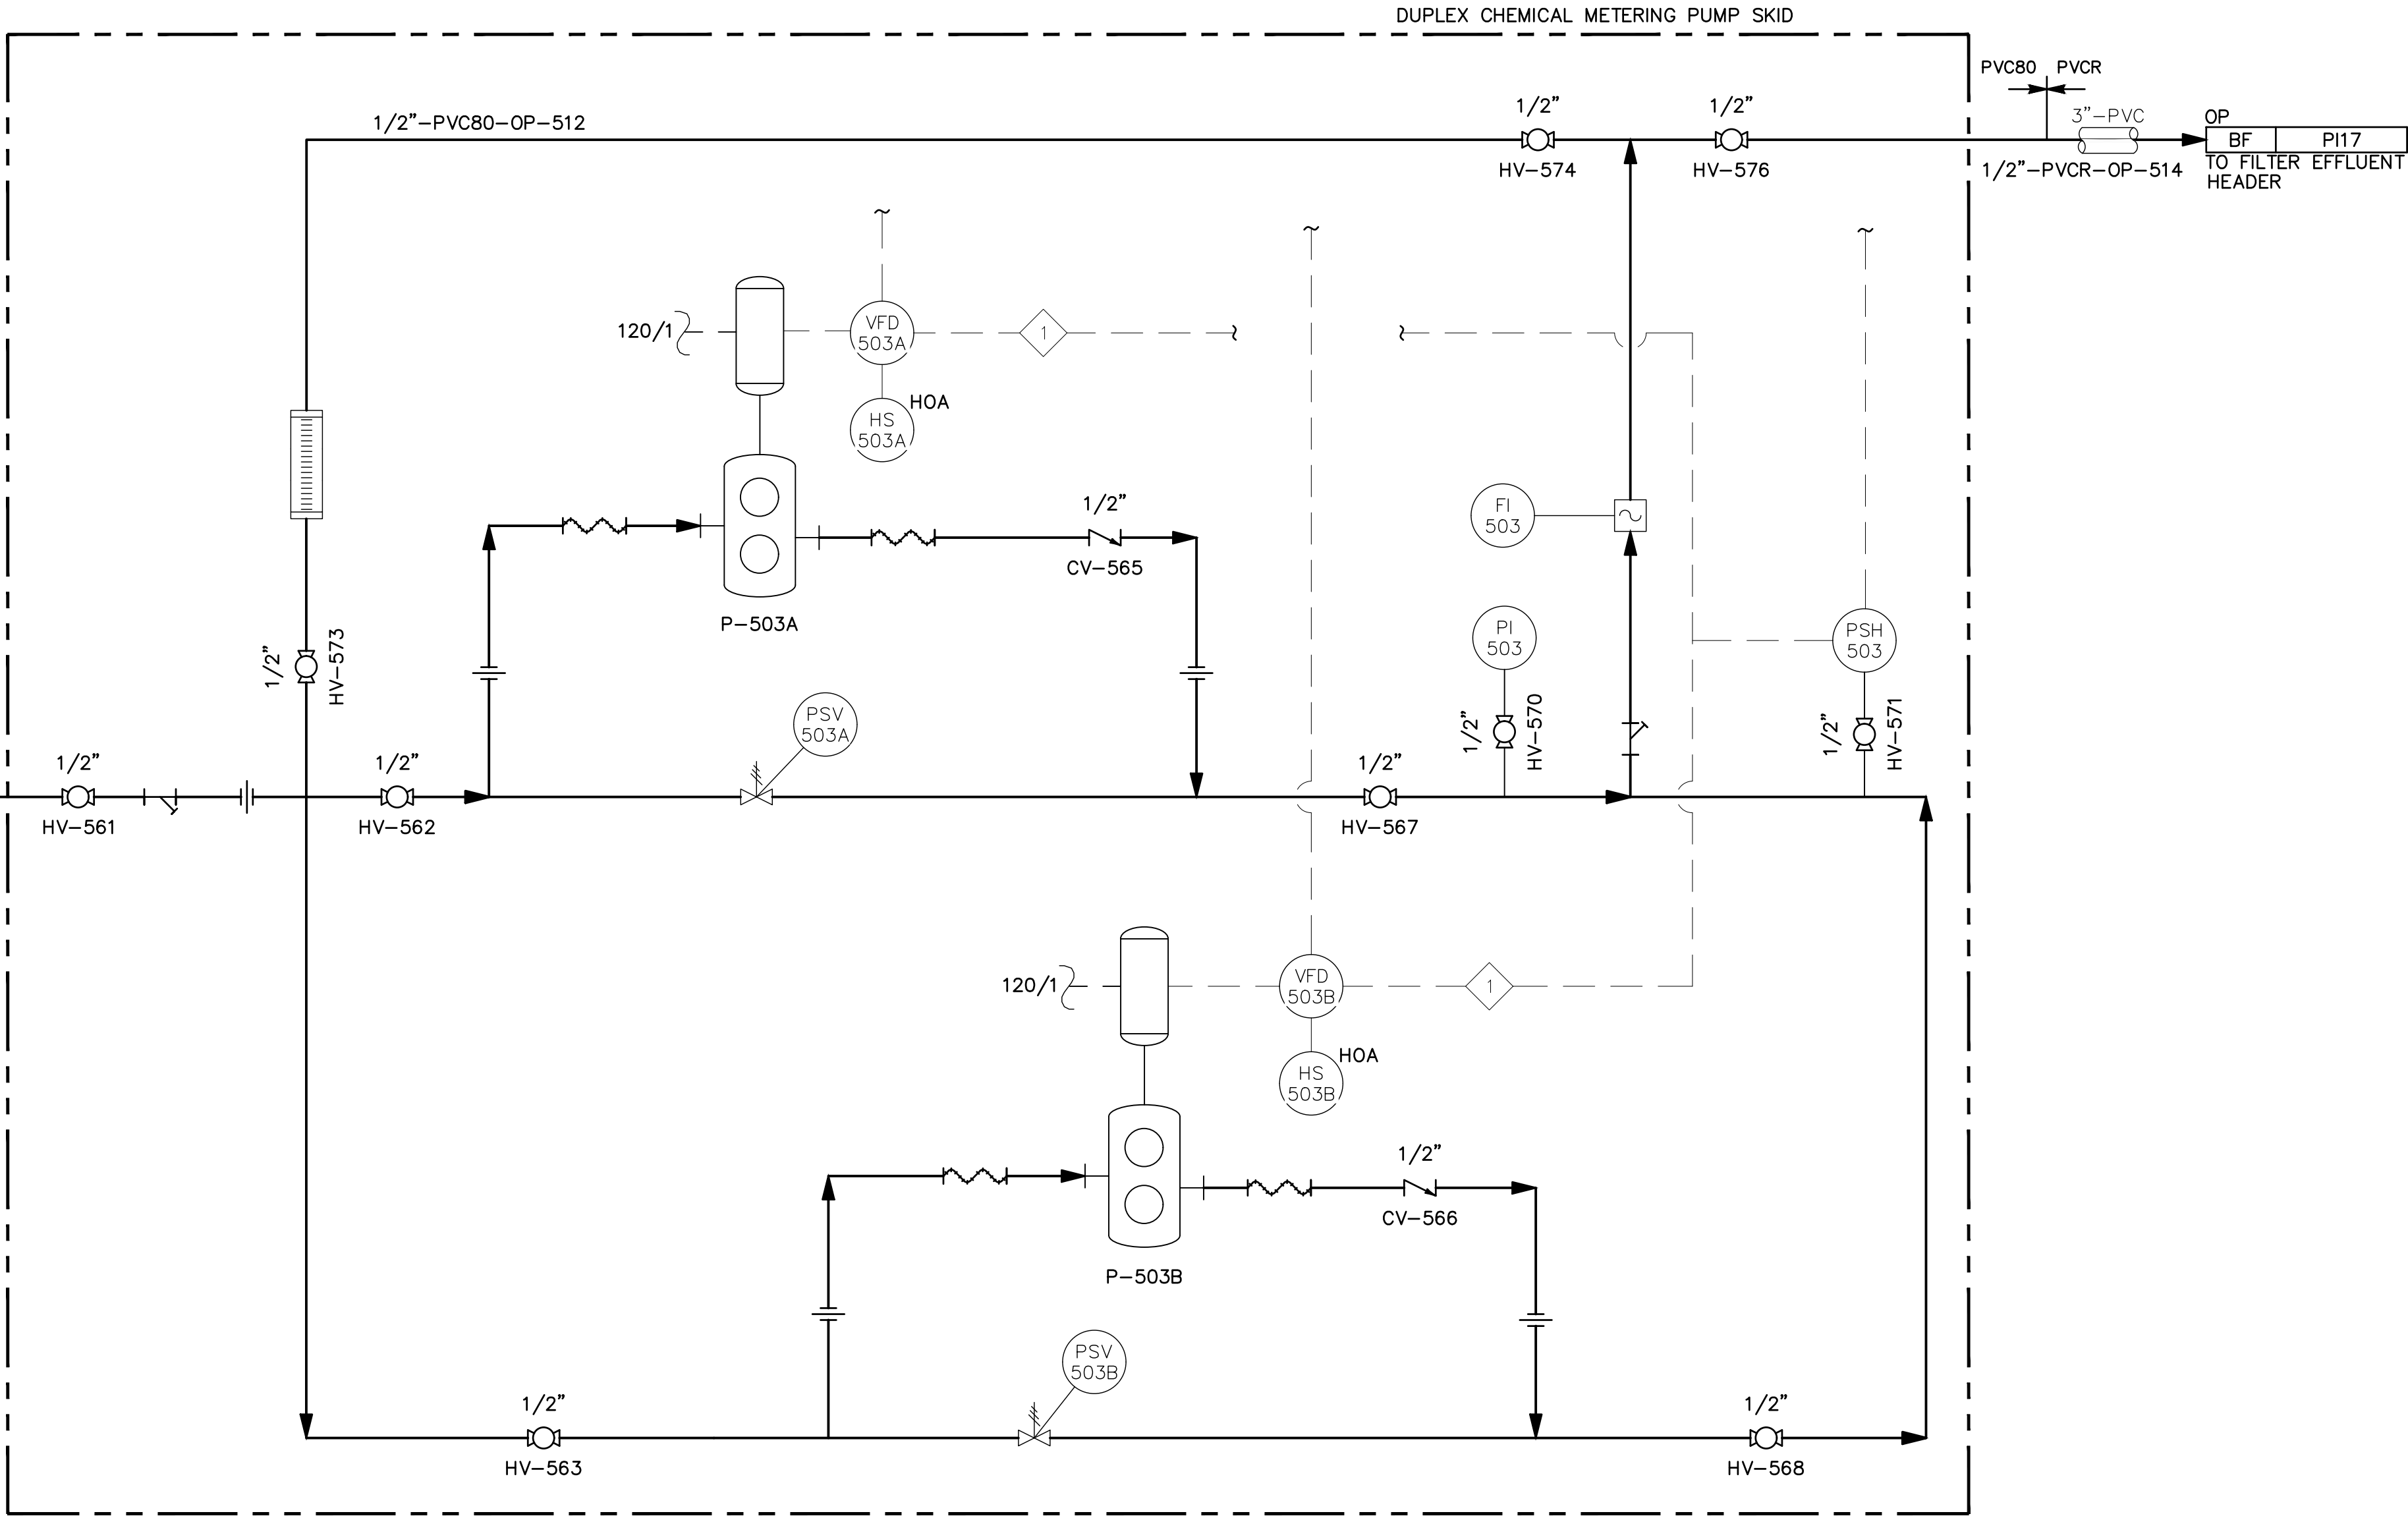 DUPLEX CHEMICAL METERING PUMP SKID
PVC80 PVCR
1/2"-PVC80-OP-512
1/2"
HV-574
1/2"
HV-576
3"-PVC
1/2"-PVCR-OP-514
OP
BF PI17
TO FILTER EFFLUENT
HEADER
120/1
VFD
503A
1
HS
503A
HOA
1/2"
CV-565
P-503A
FI
503
PI
503
PSH
503
1/2"
HV-573
PSV
503A
1/2"
HV-570
1/2"
HV-571
1/2"
HV-561
1/2"
HV-562
1/2"
HV-567
120/1
VFD
503B
1
HS
503B
HOA
1/2"
CV-566
P-503B
PSV
503B
1/2"
HV-563
1/2"
HV-568